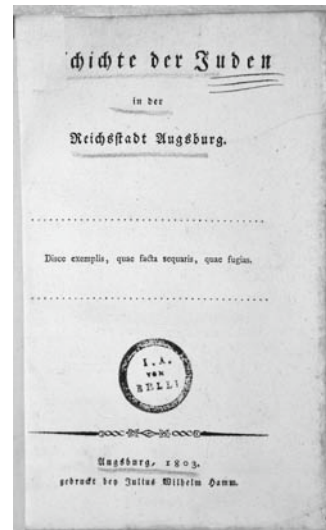 chichte der Juden
in der
Reichsstadt Augsburg.
Disce exemplis, quae facta sequaris, quae fugias.
I. A.
VON
Augsburg, 1803.
gedruckt bey Julius Wilhelm Hamm.